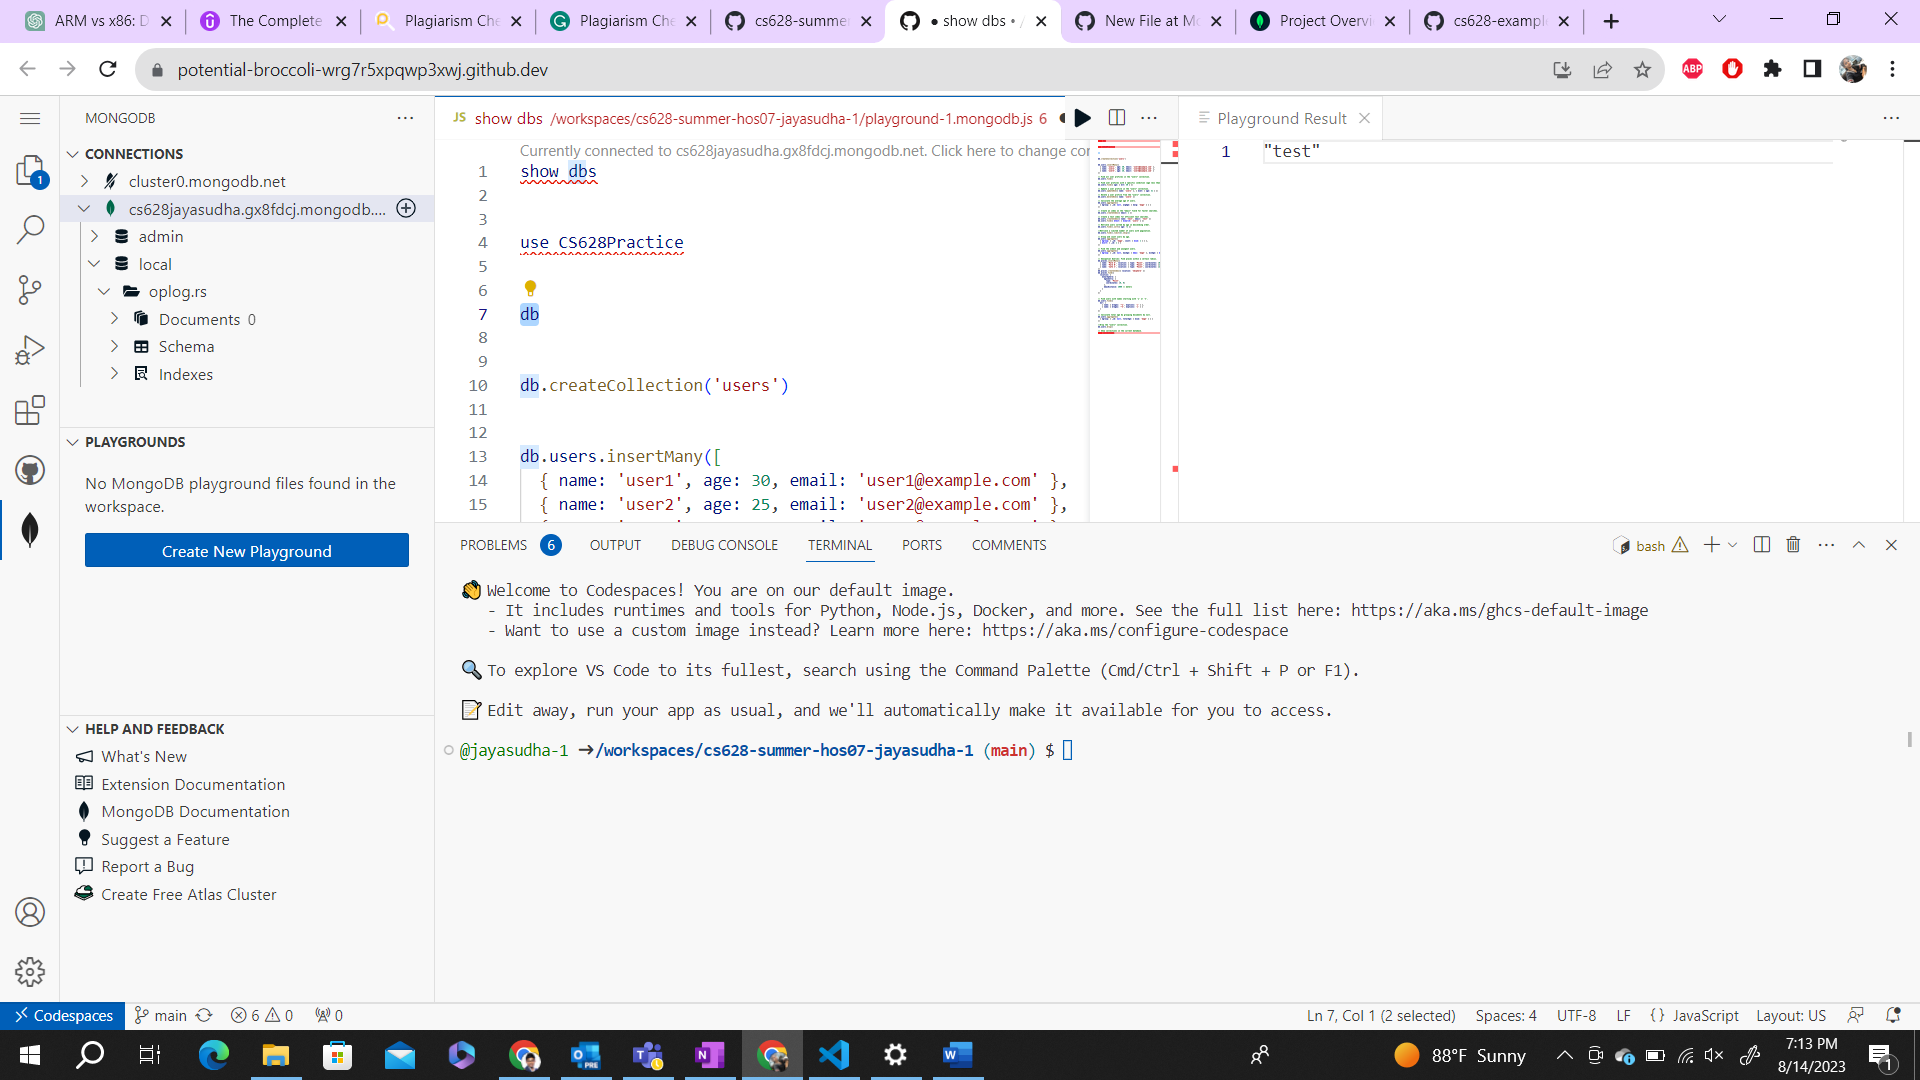 ARM vs x86: D
The Complete
Plagiarism Che
Plagiarism Che
cs628-summer
● show dbs • /
New File at Mo
Project Overvi
cs628-example
potential-broccoli-wrg7r5xpqwp3xwj.github.dev
ABP
MONGODB
CONNECTIONS
cluster0.mongodb.net
cs628jayasudha.gx8fdcj.mongodb....
admin
local
oplog.rs
Documents 0
Schema
Indexes
PLAYGROUNDS
No MongoDB playground files found in the
workspace.
Create New Playground
HELP AND FEEDBACK
What's New
Extension Documentation
MongoDB Documentation
Suggest a Feature
Report a Bug
Create Free Atlas Cluster
1
JS show dbs /workspaces/cs628-summer-hos07-jayasudha-1/playground-1.mongodb.js 6
Currently connected to cs628jayasudha.gx8fdcj.mongodb.net. Click here to change con
1 show dbs
2
3
4 use CS628Practice
5
6
7 db
8
9
10 db.createCollection('users')
11
12
13 db.users.insertMany([
14 { name: 'user1', age: 30, email: 'user1@example.com' },
15 { name: 'user2', age: 25, email: 'user2@example.com' },
Playground Result
1 "test"
PROBLEMS 6 OUTPUT DEBUG CONSOLE TERMINAL PORTS COMMENTS
bash
👋 Welcome to Codespaces! You are on our default image.
- It includes runtimes and tools for Python, Node.js, Docker, and more. See the full list here: https://aka.ms/ghcs-default-image
- Want to use a custom image instead? Learn more here: https://aka.ms/configure-codespace
🔍 To explore VS Code to its fullest, search using the Command Palette (Cmd/Ctrl + Shift + P or F1).
📝 Edit away, run your app as usual, and we'll automatically make it available for you to access.
@jayasudha-1 ➜/workspaces/cs628-summer-hos07-jayasudha-1 (main) $
Codespaces main 6 0 0
Ln 7, Col 1 (2 selected) Spaces: 4 UTF-8 LF {} JavaScript Layout: US
PRE
88°F Sunny
7:13 PM
8/14/2023
1